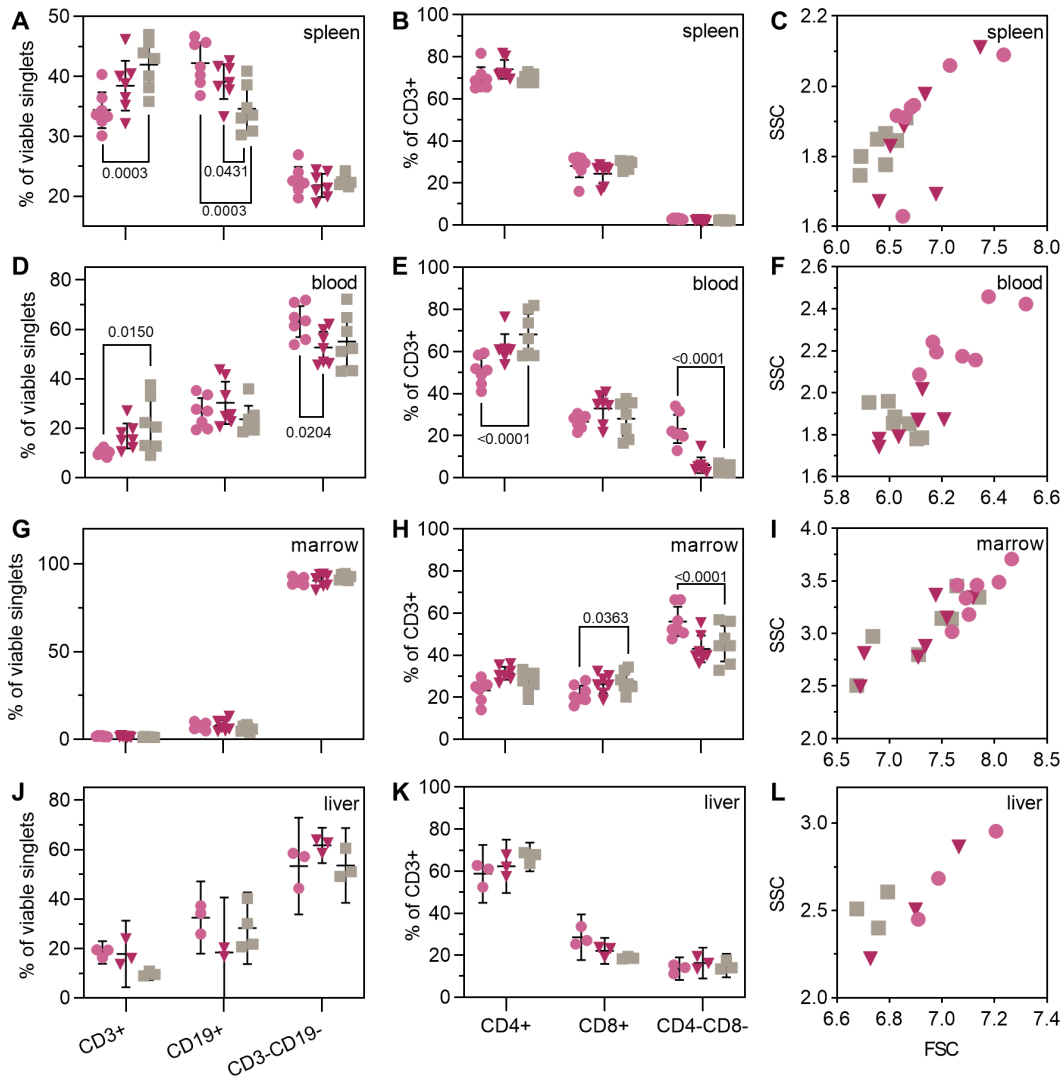 A
spleen
% of viable singlets
50
40
30
20
0.0003
0.0431
0.0003
B
spleen
% of CD3+
100
80
60
40
20
0
C
spleen
SSC
2.2
2.0
1.8
1.6
6.0
6.5
7.0
7.5
8.0
D
blood
% of viable singlets
80
60
40
20
0
0.0150
0.0204
E
blood
% of CD3+
100
80
60
40
20
0
<0.0001
<0.0001
F
blood
SSC
2.6
2.4
2.2
2.0
1.8
1.6
5.8
6.0
6.2
6.4
6.6
G
marrow
% of viable singlets
100
50
0
H
marrow
% of CD3+
100
80
60
40
20
0
0.0363
<0.0001
I
marrow
SSC
4.0
3.5
3.0
2.5
2.0
6.5
7.0
7.5
8.0
8.5
J
liver
% of viable singlets
80
60
40
20
0
CD3+
CD19+
CD3-CD19-
K
liver
% of CD3+
100
80
60
40
20
0
CD4+
CD8+
CD4-CD8-
L
liver
SSC
3.0
2.5
2.0
6.6
6.8
7.0
7.2
7.4
FSC